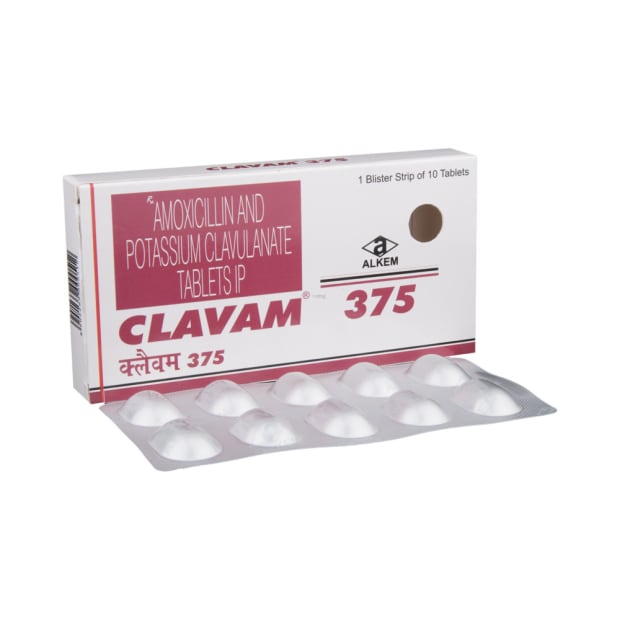 CLAVAM 375
1 Blister Strip of 10 Tablets
℞ AMOXICILLIN AND
POTASSIUM CLAVULANATE
TABLETS IP
a
ALKEM
CLAVAM® 375
क्लैवम 375